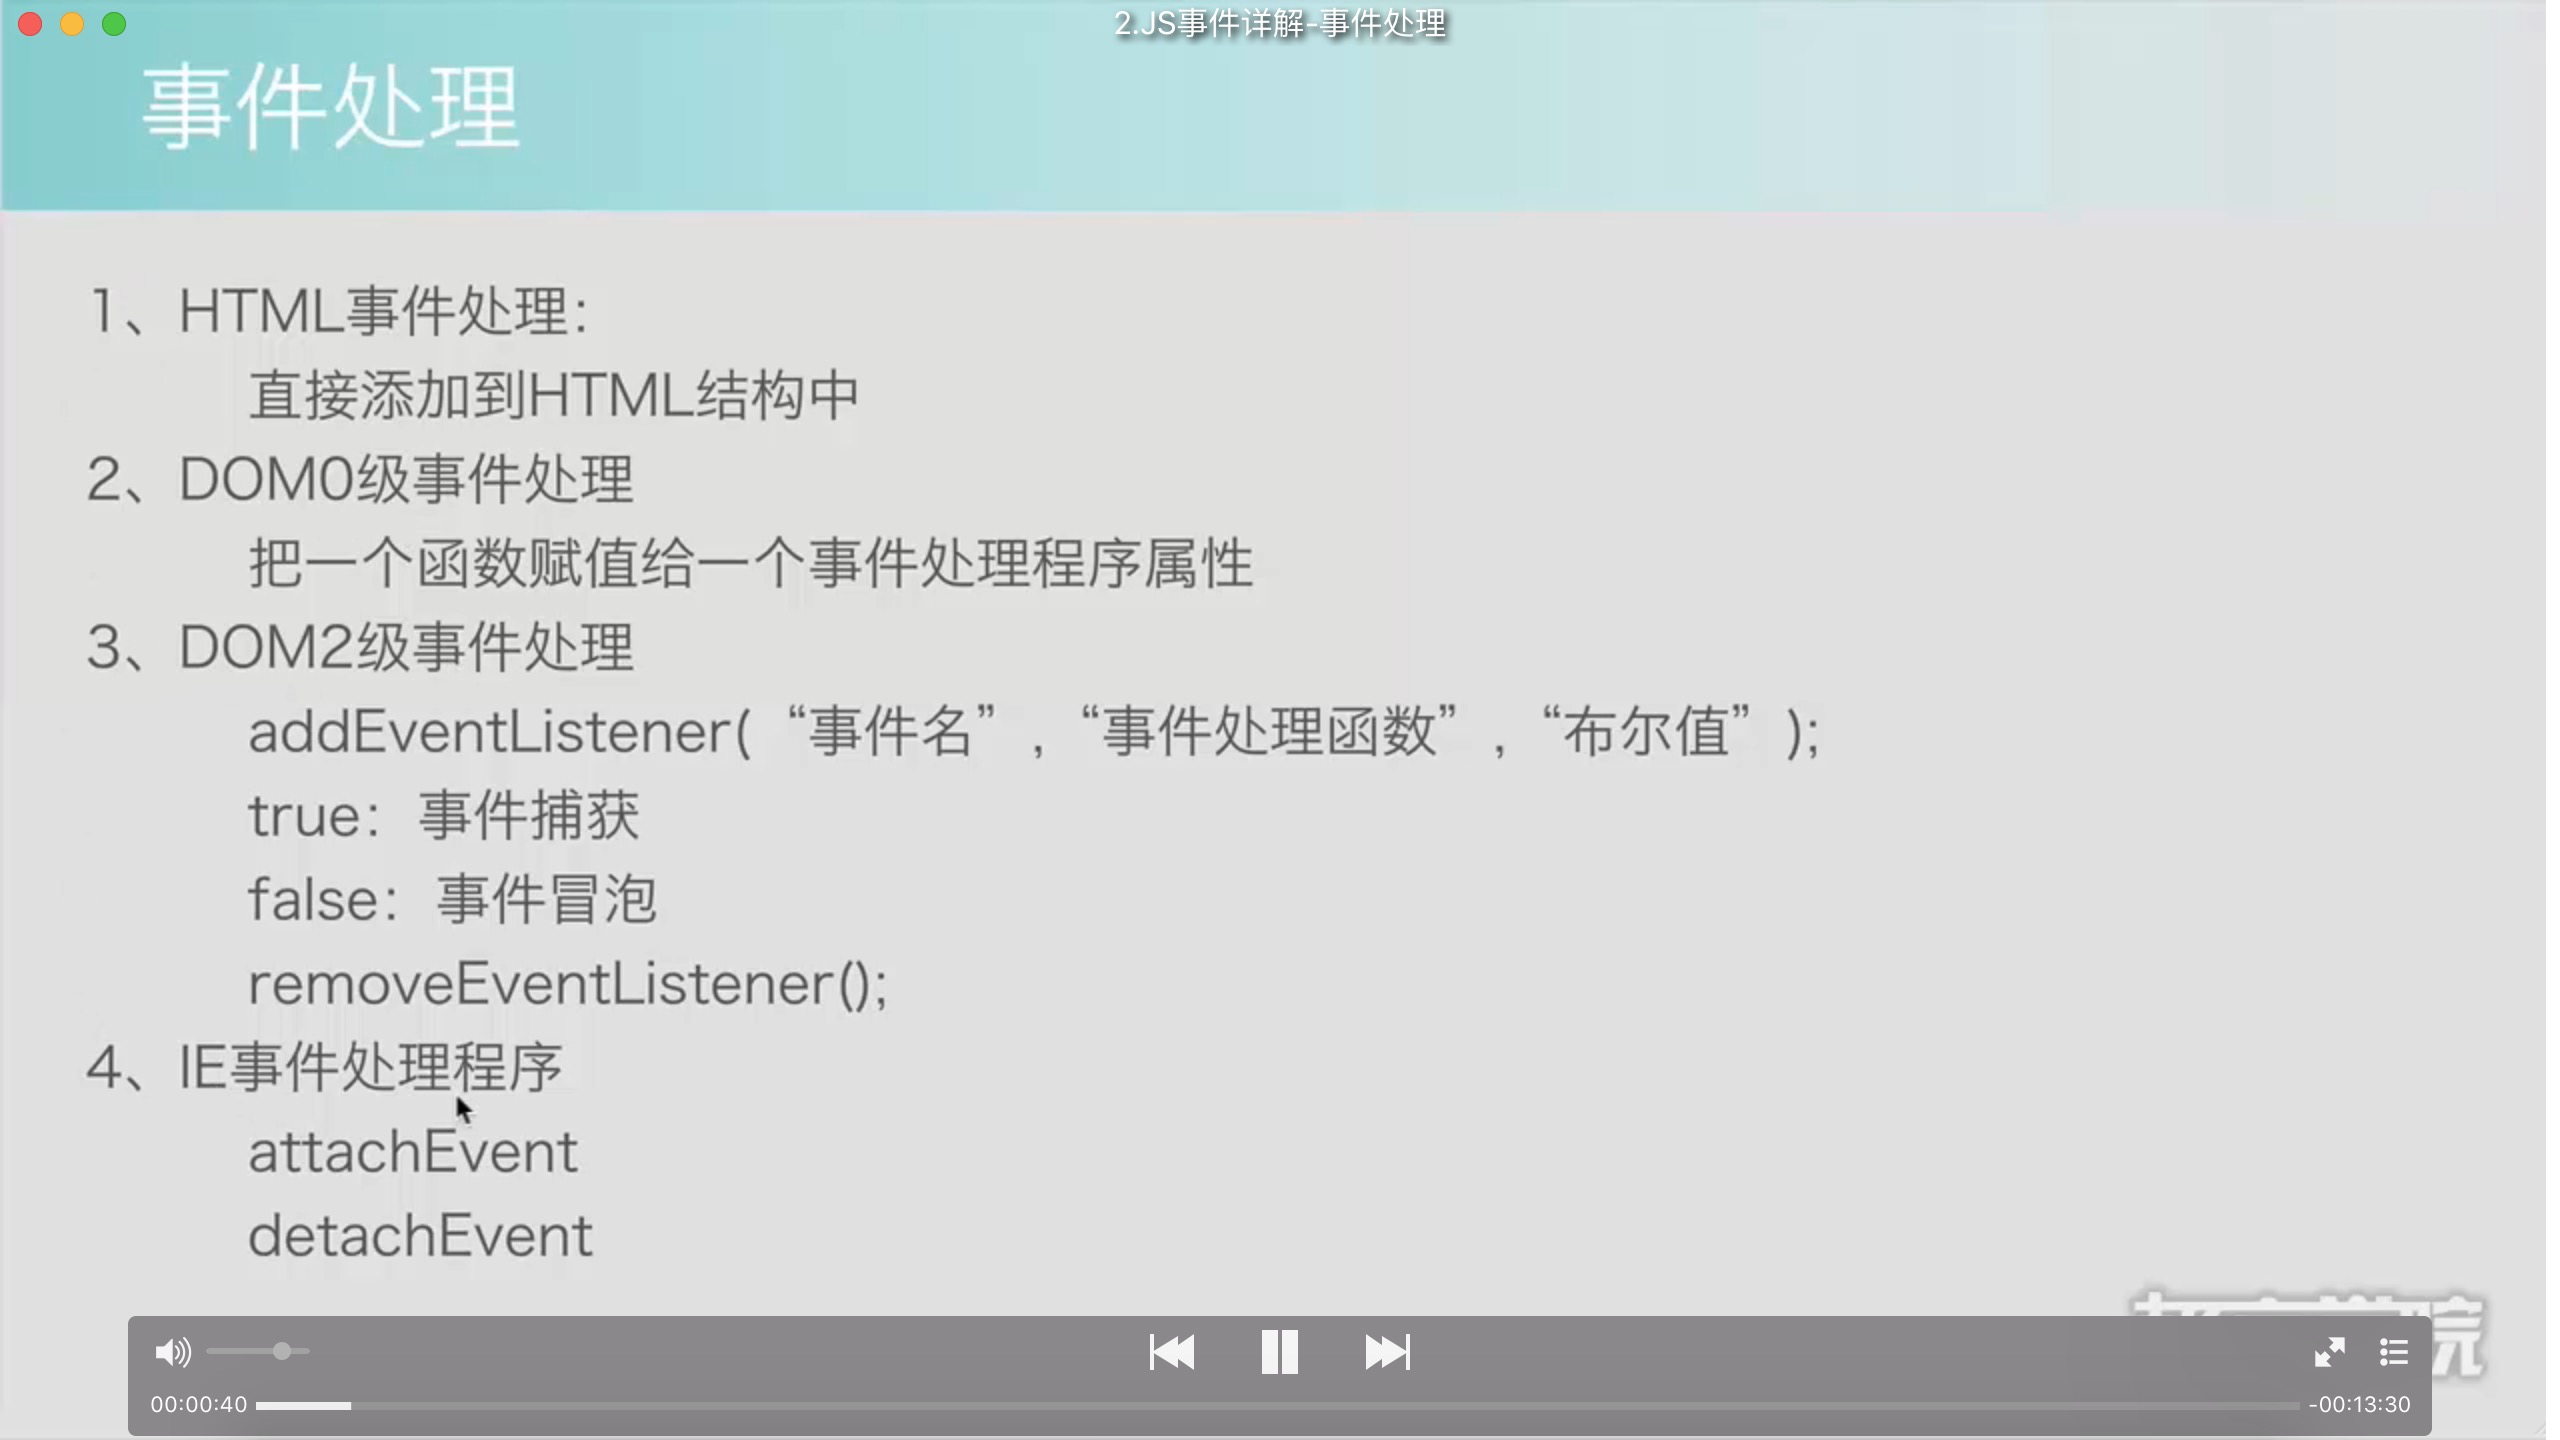 2.JS事件详解-事件处理
事件处理
1、HTML事件处理：
直接添加到HTML结构中
2、DOM0级事件处理
把一个函数赋值给一个事件处理程序属性
3、DOM2级事件处理
addEventListener(“事件名”,“事件处理函数”,“布尔值”);
true：事件捕获
false：事件冒泡
removeEventListener();
4、IE事件处理程序
attachEvent
detachEvent
院
00:00:40
-00:13:30